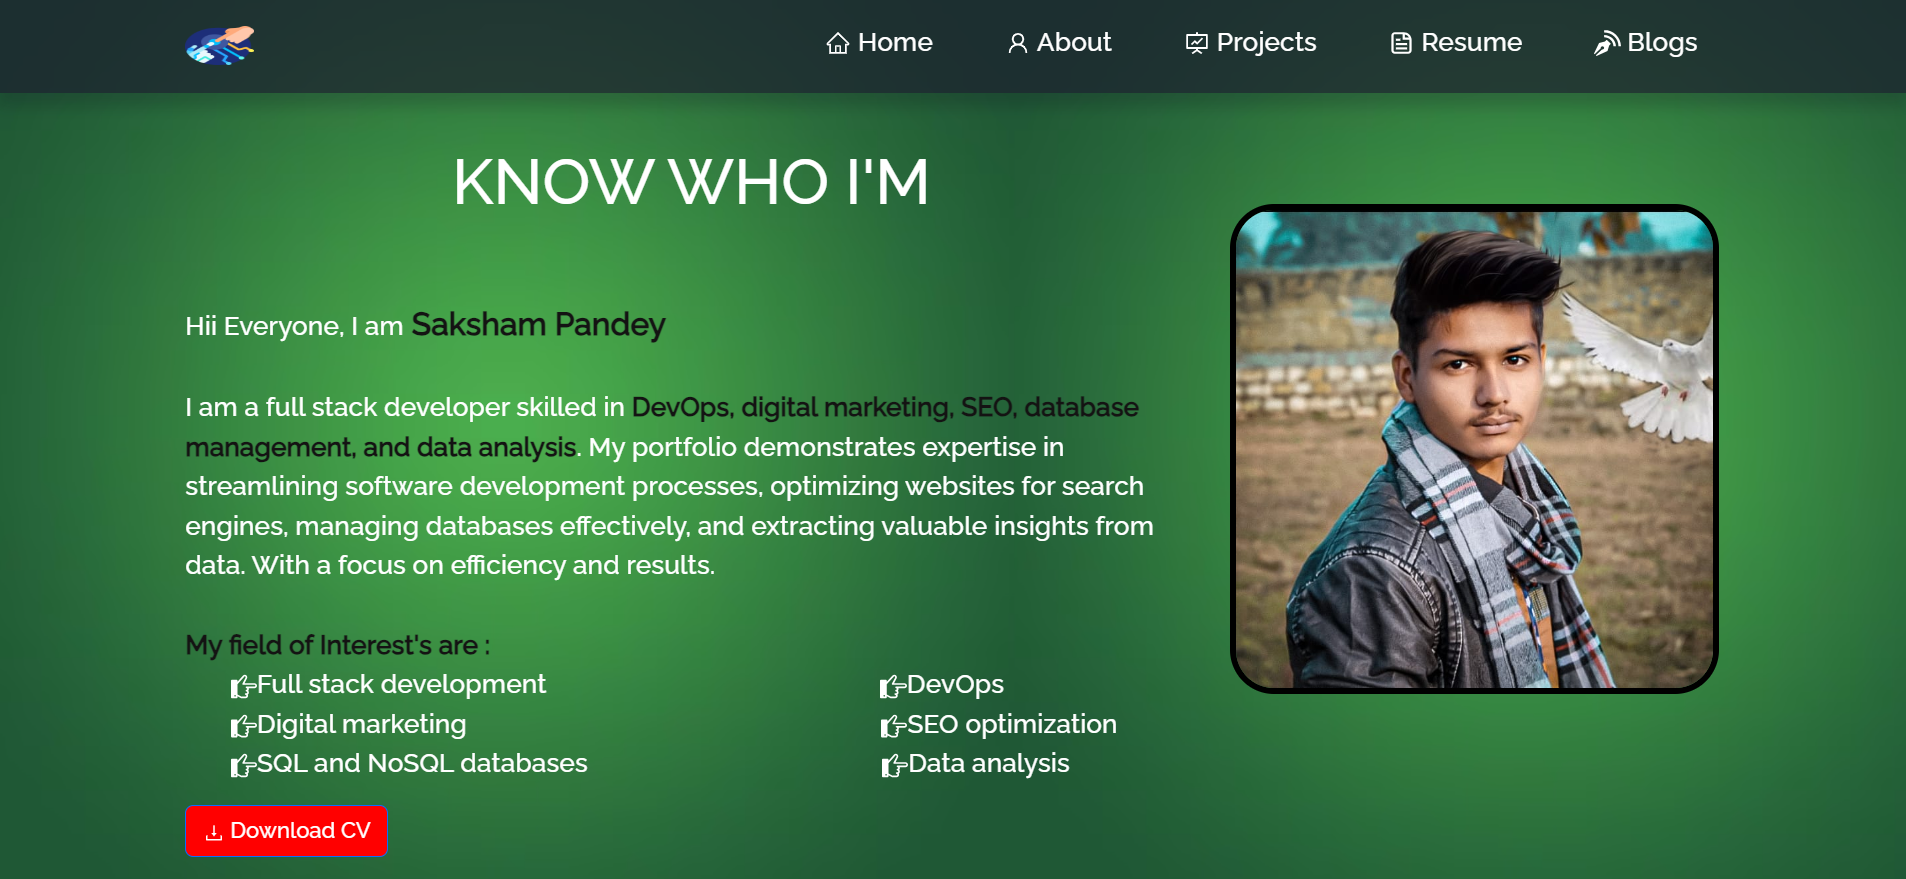 Home About Projects Resume Blogs
KNOW WHO I'M
Hii Everyone, I am Saksham Pandey
I am a full stack developer skilled in DevOps, digital marketing, SEO, database
management, and data analysis. My portfolio demonstrates expertise in
streamlining software development processes, optimizing websites for search
engines, managing databases effectively, and extracting valuable insights from
data. With a focus on efficiency and results.
My field of Interest's are :
Full stack development
Digital marketing
SQL and NoSQL databases
DevOps
SEO optimization
Data analysis
Download CV